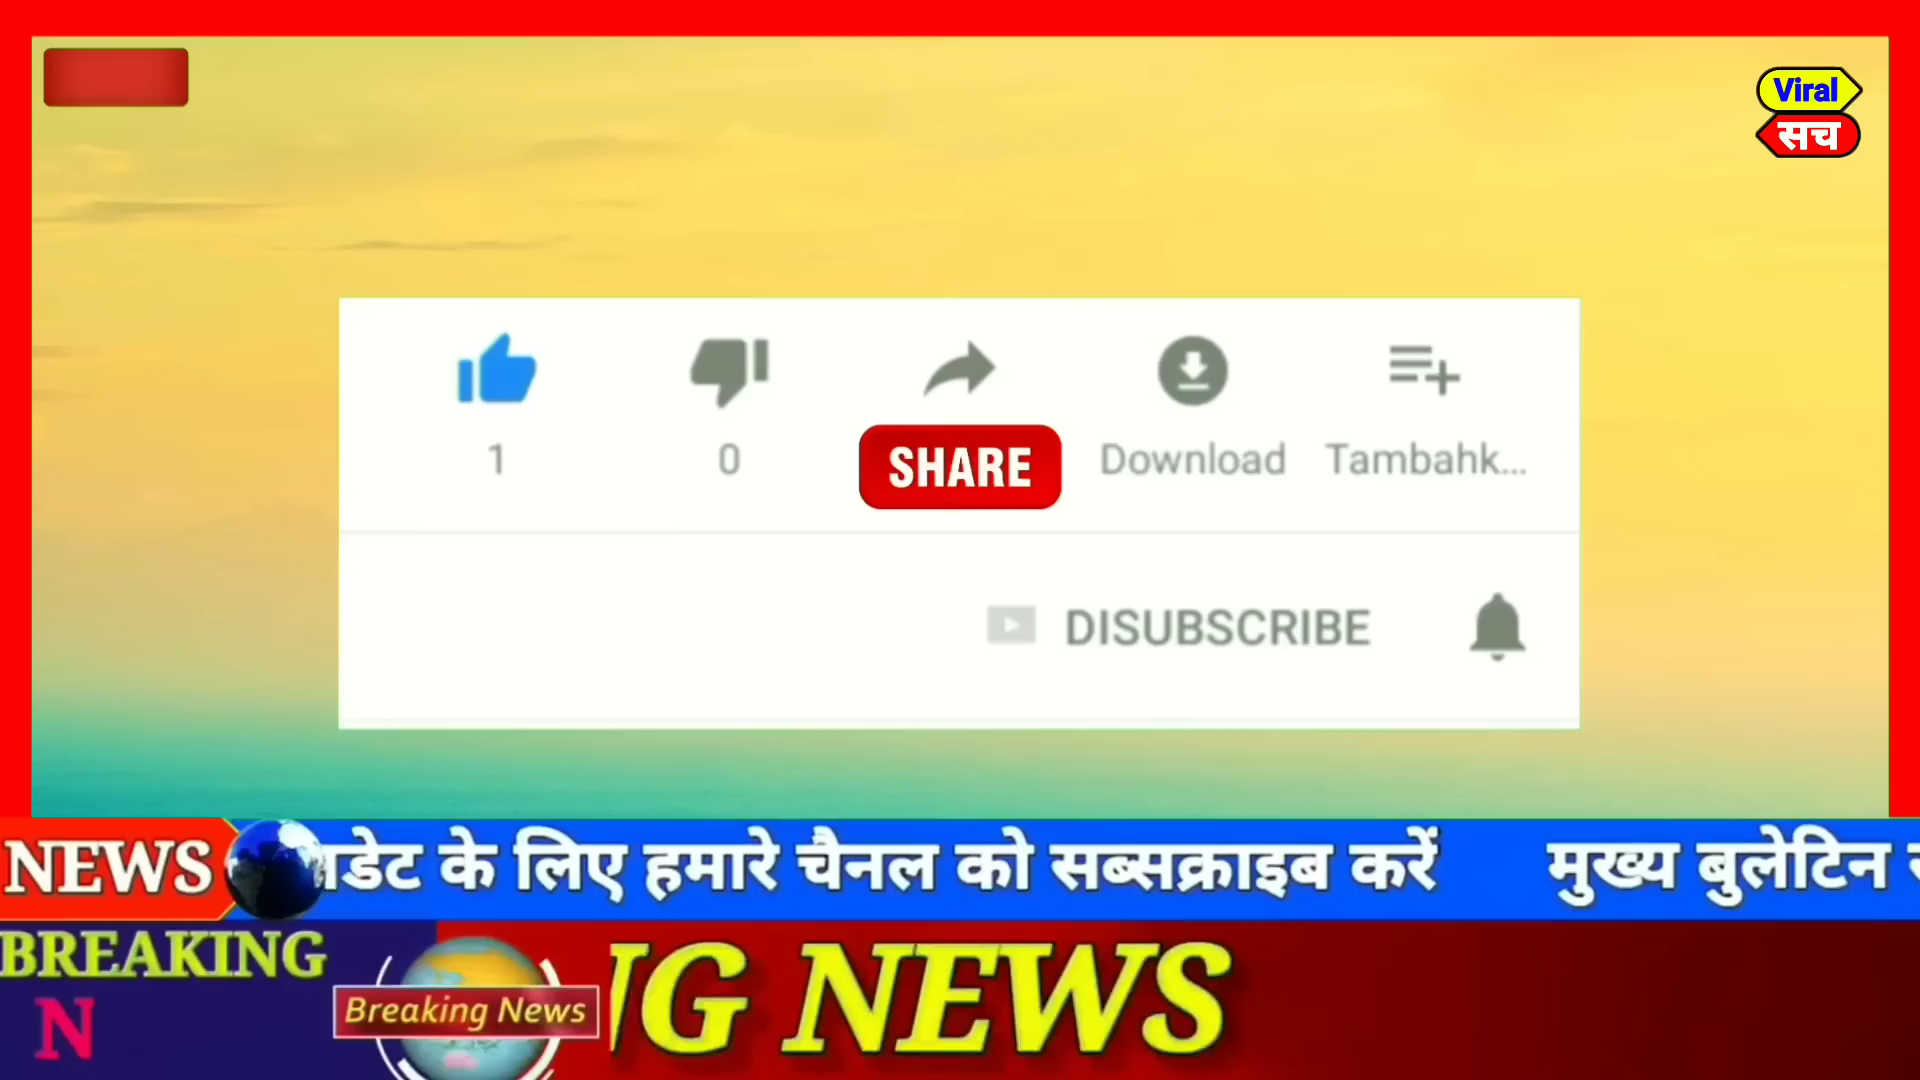 Viral
सच
1
0
SHARE
Download
Tambahk...
DISUBSCRIBE
NEWS
के लिए हमारे चैनल को सब्सक्राइब करें
मुख्य बुलेटिन
BREAKING
N
Breaking News
NG NEWS